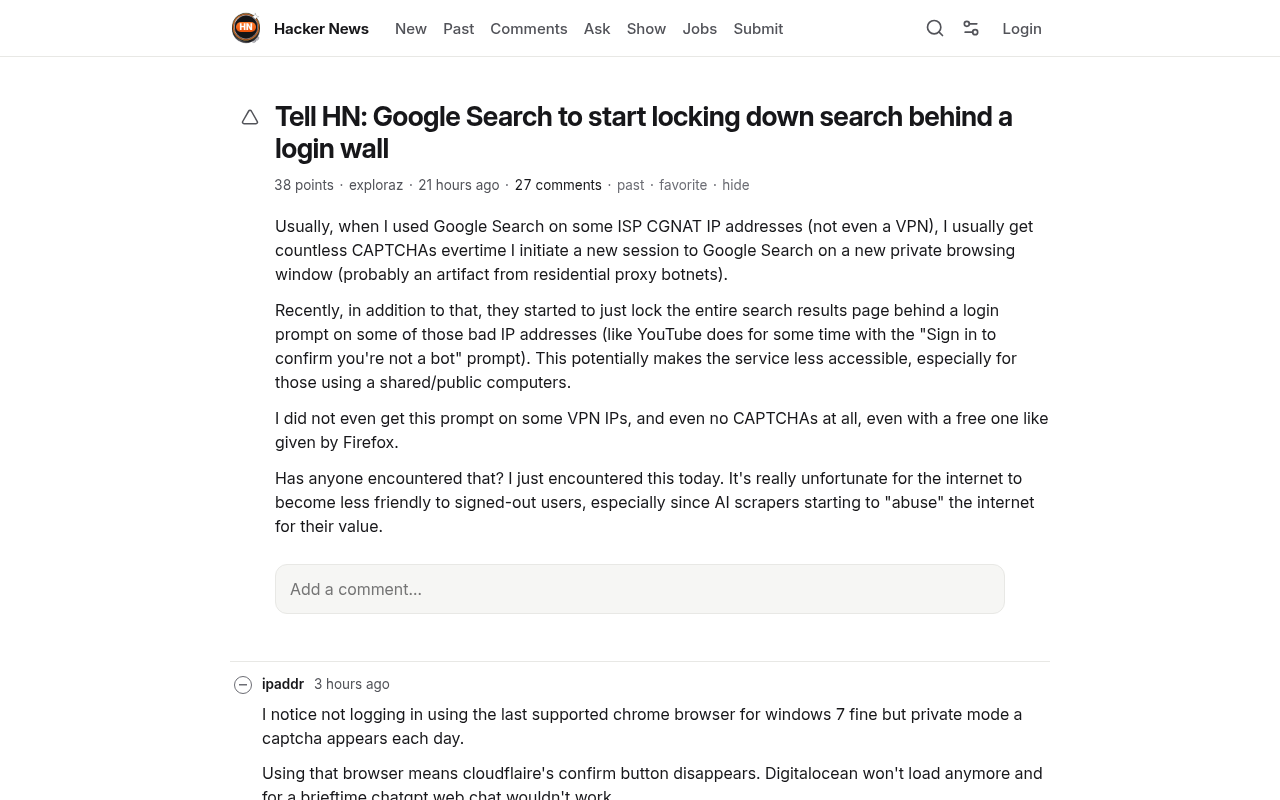 HN Hacker News New Past Comments Ask Show Jobs Submit Login
Tell HN: Google Search to start locking down search behind a
login wall
38 points · exploraz · 21 hours ago · 27 comments · past · favorite · hide
Usually, when I used Google Search on some ISP CGNAT IP addresses (not even a VPN), I usually get
countless CAPTCHAs evertime I initiate a new session to Google Search on a new private browsing
window (probably an artifact from residential proxy botnets).
Recently, in addition to that, they started to just lock the entire search results page behind a login
prompt on some of those bad IP addresses (like YouTube does for some time with the "Sign in to
confirm you're not a bot" prompt). This potentially makes the service less accessible, especially for
those using a shared/public computers.
I did not even get this prompt on some VPN IPs, and even no CAPTCHAs at all, even with a free one like
given by Firefox.
Has anyone encountered that? I just encountered this today. It's really unfortunate for the internet to
become less friendly to signed-out users, especially since AI scrapers starting to "abuse" the internet
for their value.
Add a comment...
ipaddr 3 hours ago
I notice not logging in using the last supported chrome browser for windows 7 fine but private mode a
captcha appears each day.
Using that browser means cloudflaire's confirm button disappears. Digitalocean won't load anymore and
for a brieftime chatgpt web chat wouldn't work.